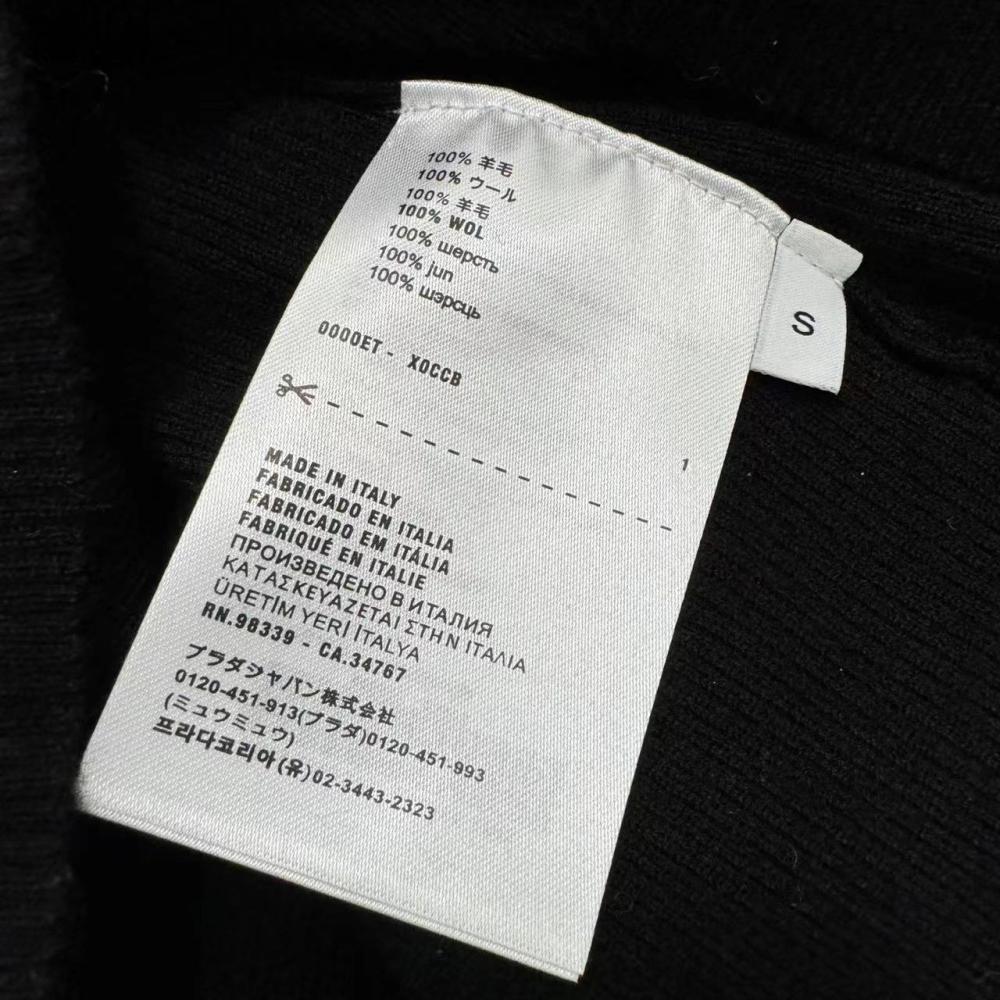 100% 羊毛
100% ウール
100% 羊毛
100% WOL
100% шерсть
100% jun
100% шэрсць
0000ET - X0CCB
1
MADE IN ITALY
FABRICADO EN ITALIA
FABRICADO EM ITÁLIA
FABRIQUÉ EN ITALIE
ПРОИЗВЕДЕНО В ИТАЛИЯ
ΚΑΤΑΣΚΕΥΑΖΕΤΑΙ ΣΤΗΝ ΙΤΑΛΙΑ
ÜRETİM YERİ İTALYA
RN.98339 - CA.34767
プラダジャパン株式会社
0120-451-913(プラダ)0120-451-993
(ミュウミュウ)
프라다코리아(유)02-3443-2323
S